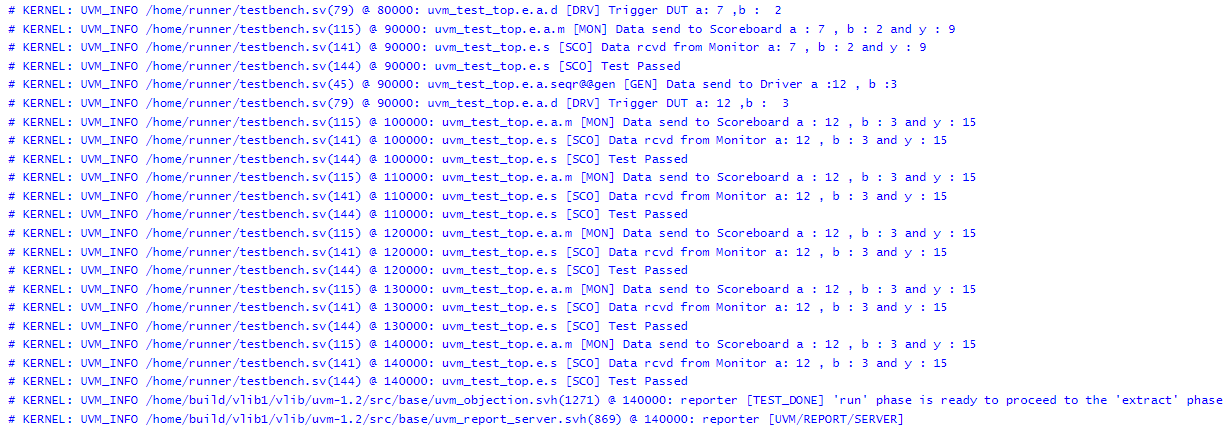 # KERNEL: UVM_INFO /home/runner/testbench.sv(79) @ 80000: uvm_test_top.e.a.d [DRV] Trigger DUT a: 7 ,b :  2
# KERNEL: UVM_INFO /home/runner/testbench.sv(115) @ 90000: uvm_test_top.e.a.m [MON] Data send to Scoreboard a : 7 , b : 2 and y : 9
# KERNEL: UVM_INFO /home/runner/testbench.sv(141) @ 90000: uvm_test_top.e.s [SCO] Data rcvd from Monitor a: 7 , b : 2 and y : 9
# KERNEL: UVM_INFO /home/runner/testbench.sv(144) @ 90000: uvm_test_top.e.s [SCO] Test Passed
# KERNEL: UVM_INFO /home/runner/testbench.sv(45) @ 90000: uvm_test_top.e.a.seqr@@gen [GEN] Data send to Driver a :12 , b :3
# KERNEL: UVM_INFO /home/runner/testbench.sv(79) @ 90000: uvm_test_top.e.a.d [DRV] Trigger DUT a: 12 ,b :  3
# KERNEL: UVM_INFO /home/runner/testbench.sv(115) @ 100000: uvm_test_top.e.a.m [MON] Data send to Scoreboard a : 12 , b : 3 and y : 15
# KERNEL: UVM_INFO /home/runner/testbench.sv(141) @ 100000: uvm_test_top.e.s [SCO] Data rcvd from Monitor a: 12 , b : 3 and y : 15
# KERNEL: UVM_INFO /home/runner/testbench.sv(144) @ 100000: uvm_test_top.e.s [SCO] Test Passed
# KERNEL: UVM_INFO /home/runner/testbench.sv(115) @ 110000: uvm_test_top.e.a.m [MON] Data send to Scoreboard a : 12 , b : 3 and y : 15
# KERNEL: UVM_INFO /home/runner/testbench.sv(141) @ 110000: uvm_test_top.e.s [SCO] Data rcvd from Monitor a: 12 , b : 3 and y : 15
# KERNEL: UVM_INFO /home/runner/testbench.sv(144) @ 110000: uvm_test_top.e.s [SCO] Test Passed
# KERNEL: UVM_INFO /home/runner/testbench.sv(115) @ 120000: uvm_test_top.e.a.m [MON] Data send to Scoreboard a : 12 , b : 3 and y : 15
# KERNEL: UVM_INFO /home/runner/testbench.sv(141) @ 120000: uvm_test_top.e.s [SCO] Data rcvd from Monitor a: 12 , b : 3 and y : 15
# KERNEL: UVM_INFO /home/runner/testbench.sv(144) @ 120000: uvm_test_top.e.s [SCO] Test Passed
# KERNEL: UVM_INFO /home/runner/testbench.sv(115) @ 130000: uvm_test_top.e.a.m [MON] Data send to Scoreboard a : 12 , b : 3 and y : 15
# KERNEL: UVM_INFO /home/runner/testbench.sv(141) @ 130000: uvm_test_top.e.s [SCO] Data rcvd from Monitor a: 12 , b : 3 and y : 15
# KERNEL: UVM_INFO /home/runner/testbench.sv(144) @ 130000: uvm_test_top.e.s [SCO] Test Passed
# KERNEL: UVM_INFO /home/runner/testbench.sv(115) @ 140000: uvm_test_top.e.a.m [MON] Data send to Scoreboard a : 12 , b : 3 and y : 15
# KERNEL: UVM_INFO /home/runner/testbench.sv(141) @ 140000: uvm_test_top.e.s [SCO] Data rcvd from Monitor a: 12 , b : 3 and y : 15
# KERNEL: UVM_INFO /home/runner/testbench.sv(144) @ 140000: uvm_test_top.e.s [SCO] Test Passed
# KERNEL: UVM_INFO /home/build/vlib1/vlib/uvm-1.2/src/base/uvm_objection.svh(1271) @ 140000: reporter [TEST_DONE] 'run' phase is ready to proceed to the 'extract' phase
# KERNEL: UVM_INFO /home/build/vlib1/vlib/uvm-1.2/src/base/uvm_report_server.svh(869) @ 140000: reporter [UVM/REPORT/SERVER]